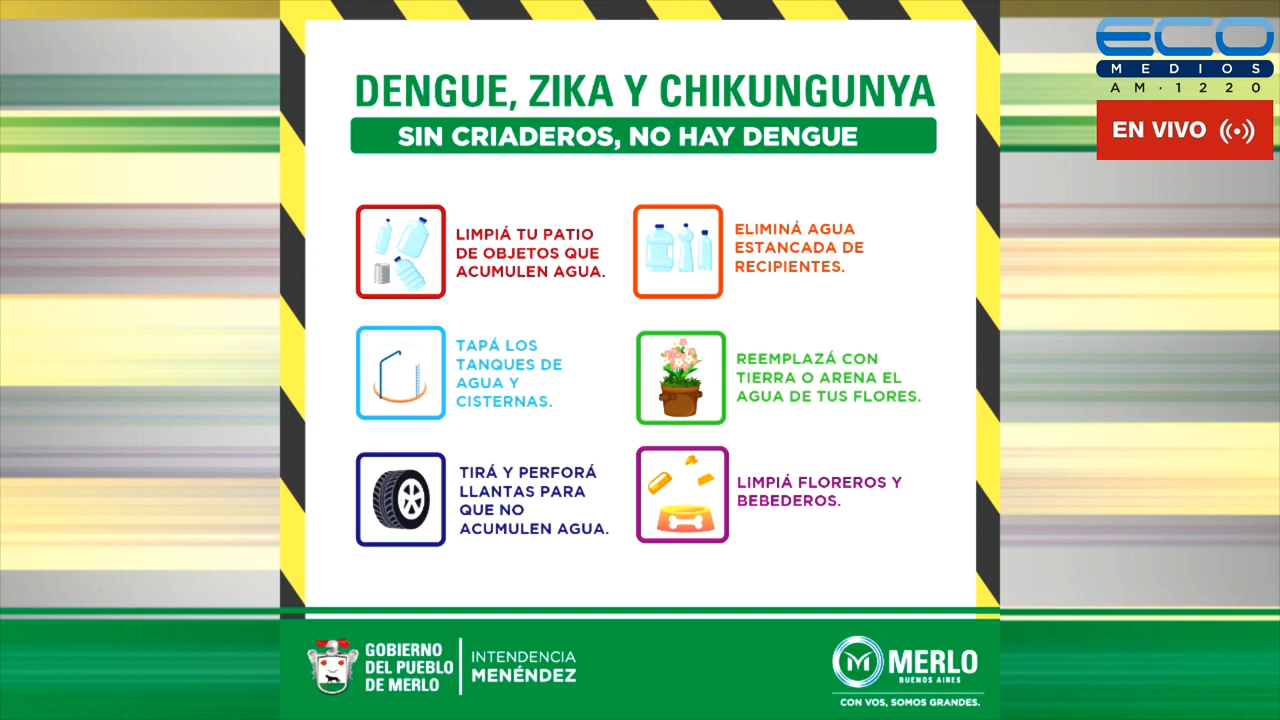 ECO
MEDIOS
AM·1220
EN VIVO
DENGUE, ZIKA Y CHIKUNGUNYA
SIN CRIADEROS, NO HAY DENGUE
LIMPIÁ TU PATIO
DE OBJETOS QUE
ACUMULEN AGUA.
ELIMINÁ AGUA
ESTANCADA DE
RECIPIENTES.
TAPÁ LOS
TANQUES DE
AGUA Y
CISTERNAS.
REEMPLAZÁ CON
TIERRA O ARENA EL
AGUA DE TUS FLORES.
TIRÁ Y PERFORÁ
LLANTAS PARA
QUE NO
ACUMULEN AGUA.
LIMPIÁ FLOREROS Y
BEBEDEROS.
GOBIERNO
DEL PUEBLO
DE MERLO
INTENDENCIA
MENÉNDEZ
MERLO
BUENOS AIRES
CON VOS, SOMOS GRANDES.